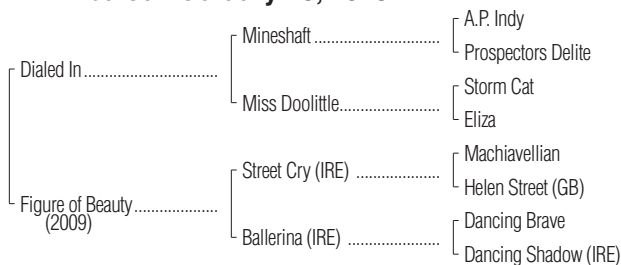 A.P. Indy
Mineshaft
Prospectors Delite
Dialed In
Storm Cat
Miss Doolittle
Eliza
Machiavellian
Street Cry (IRE)
Helen Street (GB)
Figure of Beauty
(2009)
Dancing Brave
Ballerina (IRE)
Dancing Shadow (IRE)